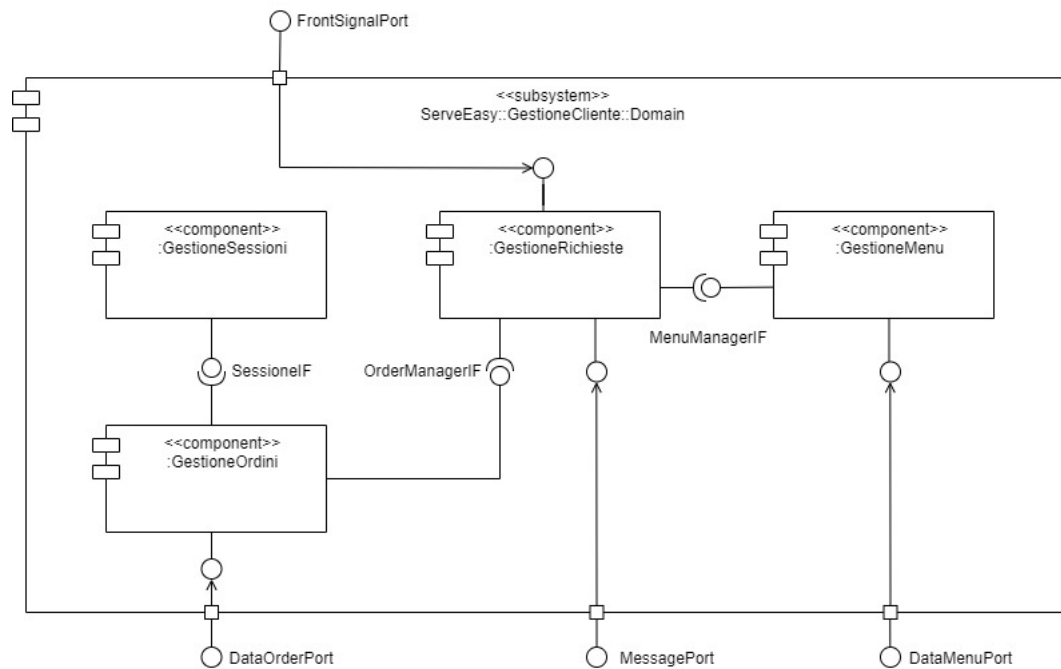 FrontSignalPort
<<subsystem>>
ServeEasy::GestioneCliente::Domain
<<component>>
:GestioneSessioni
<<component>>
:GestioneRichieste
<<component>>
:GestioneMenu
MenuManagerIF
SessioneIF
OrderManagerIF
<<component>>
:GestioneOrdini
DataOrderPort
MessagePort
DataMenuPort